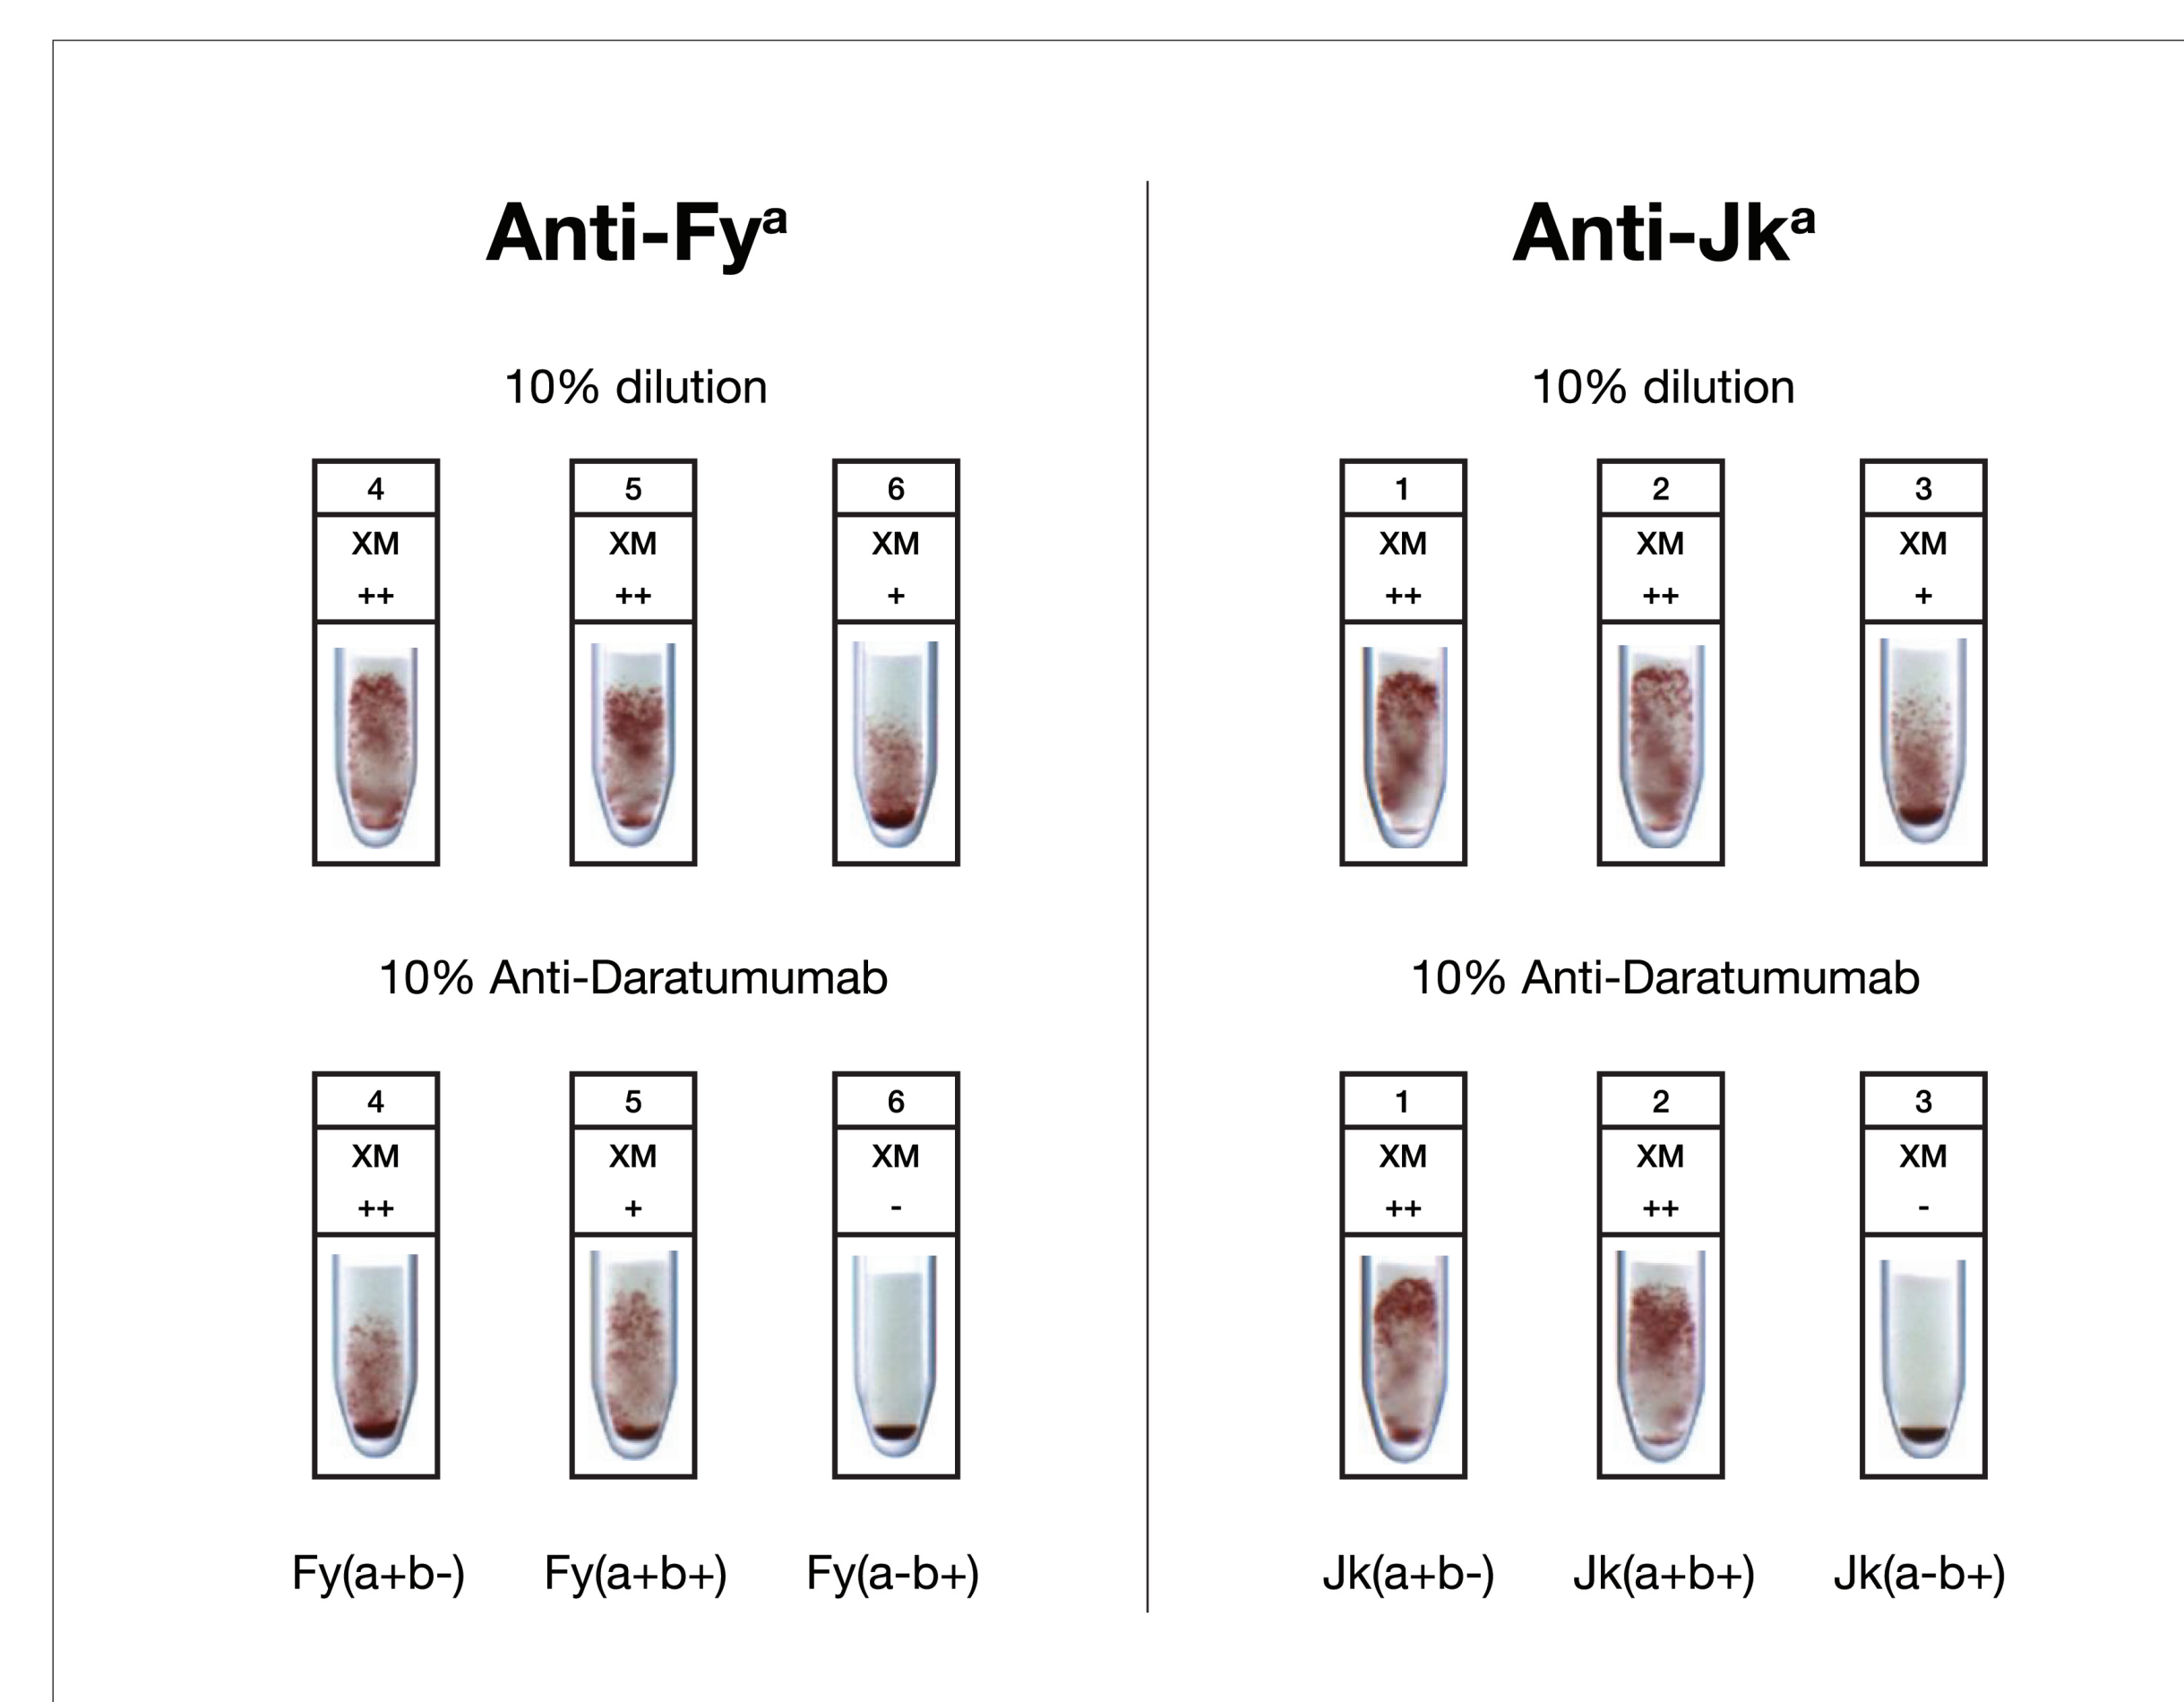 Anti-Fyᵃ
10% dilution
4 5 6
XM XM XM
++ ++ +
10% Anti-Daratumumab
4 5 6
XM XM XM
++ + -
Fy(a+b-) Fy(a+b+) Fy(a-b+)
Anti-Jkᵃ
10% dilution
1 2 3
XM XM XM
++ ++ +
10% Anti-Daratumumab
1 2 3
XM XM XM
++ ++ -
Jk(a+b-) Jk(a+b+) Jk(a-b+)